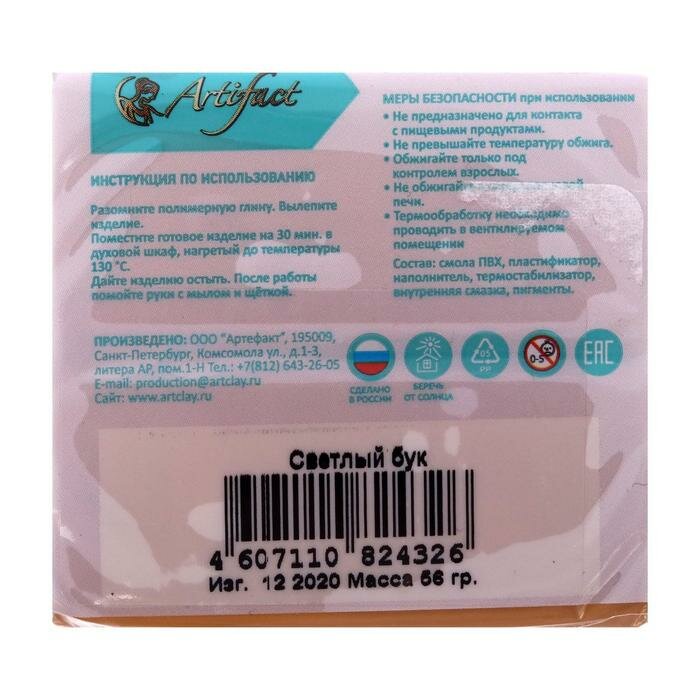 Artifact
ИНСТРУКЦИЯ ПО ИСПОЛЬЗОВАНИЮ
Разомните полимерную глину. Вылепите
изделие.
Поместите готовое изделие на 30 мин. в
духовой шкаф, нагретый до температуры
130 °С.
Дайте изделию остыть. После работы
помойте руки с мылом и щёткой.
МЕРЫ БЕЗОПАСНОСТИ при использовании
• Не предназначено для контакта
с пищевыми продуктами.
• Не превышайте температуру обжига.
• Обжигайте только под
контролем взрослых.
• Не обжигайте
печи.
• Термообработку необходимо
проводить в вентилируемом
помещении
Состав: смола ПВХ, пластификатор,
наполнитель, термостабилизатор,
внутренняя смазка, пигменты.
ПРОИЗВЕДЕНО: ООО "Артефакт", 195009,
Санкт-Петербург, Комсомола ул., д.1-3,
литера АР, пом.1-Н Тел.: +7(812) 643-26-05
E-mail: production@artclay.ru
Сайт: www.artclay.ru
СДЕЛАНО
В РОССИИ
БЕРЕЧЬ
ОТ СОЛНЦА
05
PP
0-5
EAC
Светлый бук
4 607110 824326
Изг. 12 2020 Масса 56 гр.